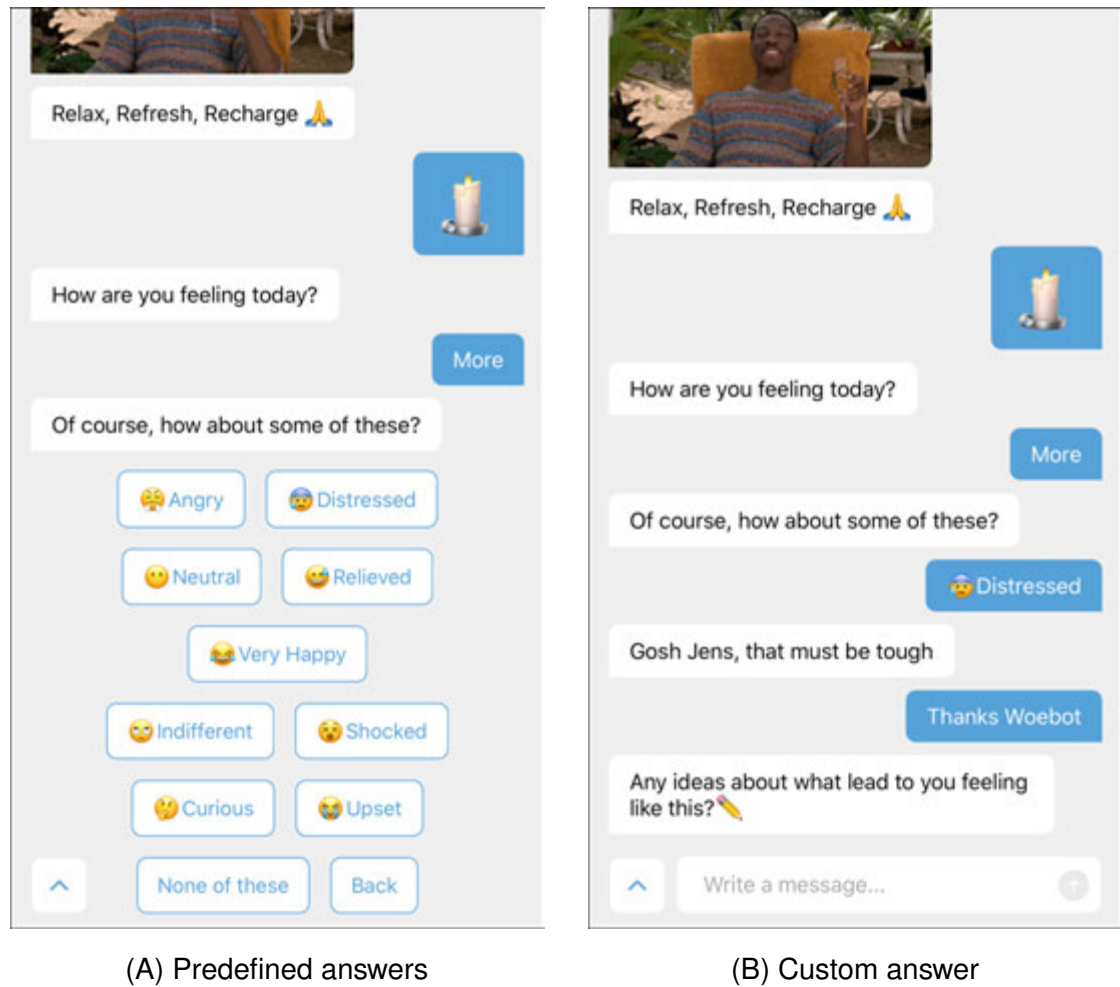 Relax, Refresh, Recharge 🙏
How are you feeling today?
More
Of course, how about some of these?
😤Angry
😰Distressed
😶Neutral
😅Relieved
😂Very Happy
🙄Indifferent
😵Shocked
🤔Curious
😭Upset
None of these
Back
(A) Predefined answers
Relax, Refresh, Recharge 🙏
How are you feeling today?
More
Of course, how about some of these?
😰Distressed
Gosh Jens, that must be tough
Thanks Woebot
Any ideas about what lead to you feeling
like this?✏️
Write a message...
(B) Custom answer